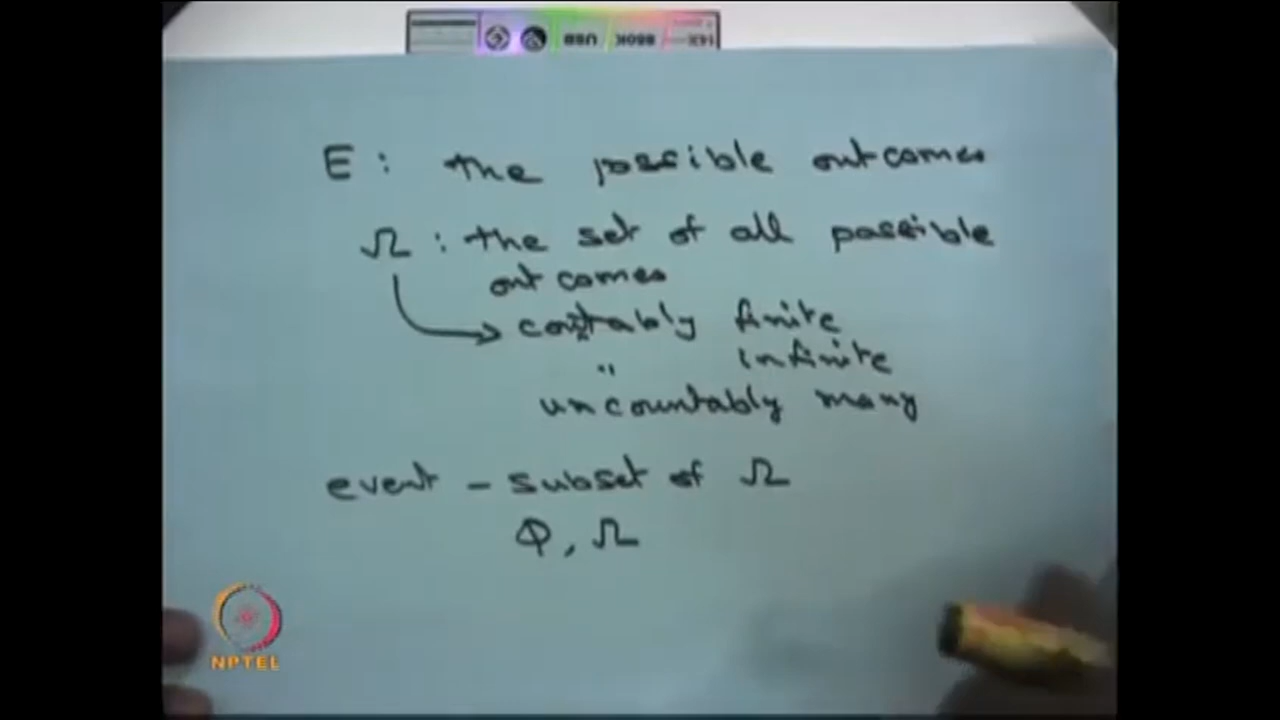 E : the possible outcomes
Ω : the set of all possible
outcomes
countably finite
" infinite
uncountably many
event - subset of Ω
Φ, Ω
NPTEL